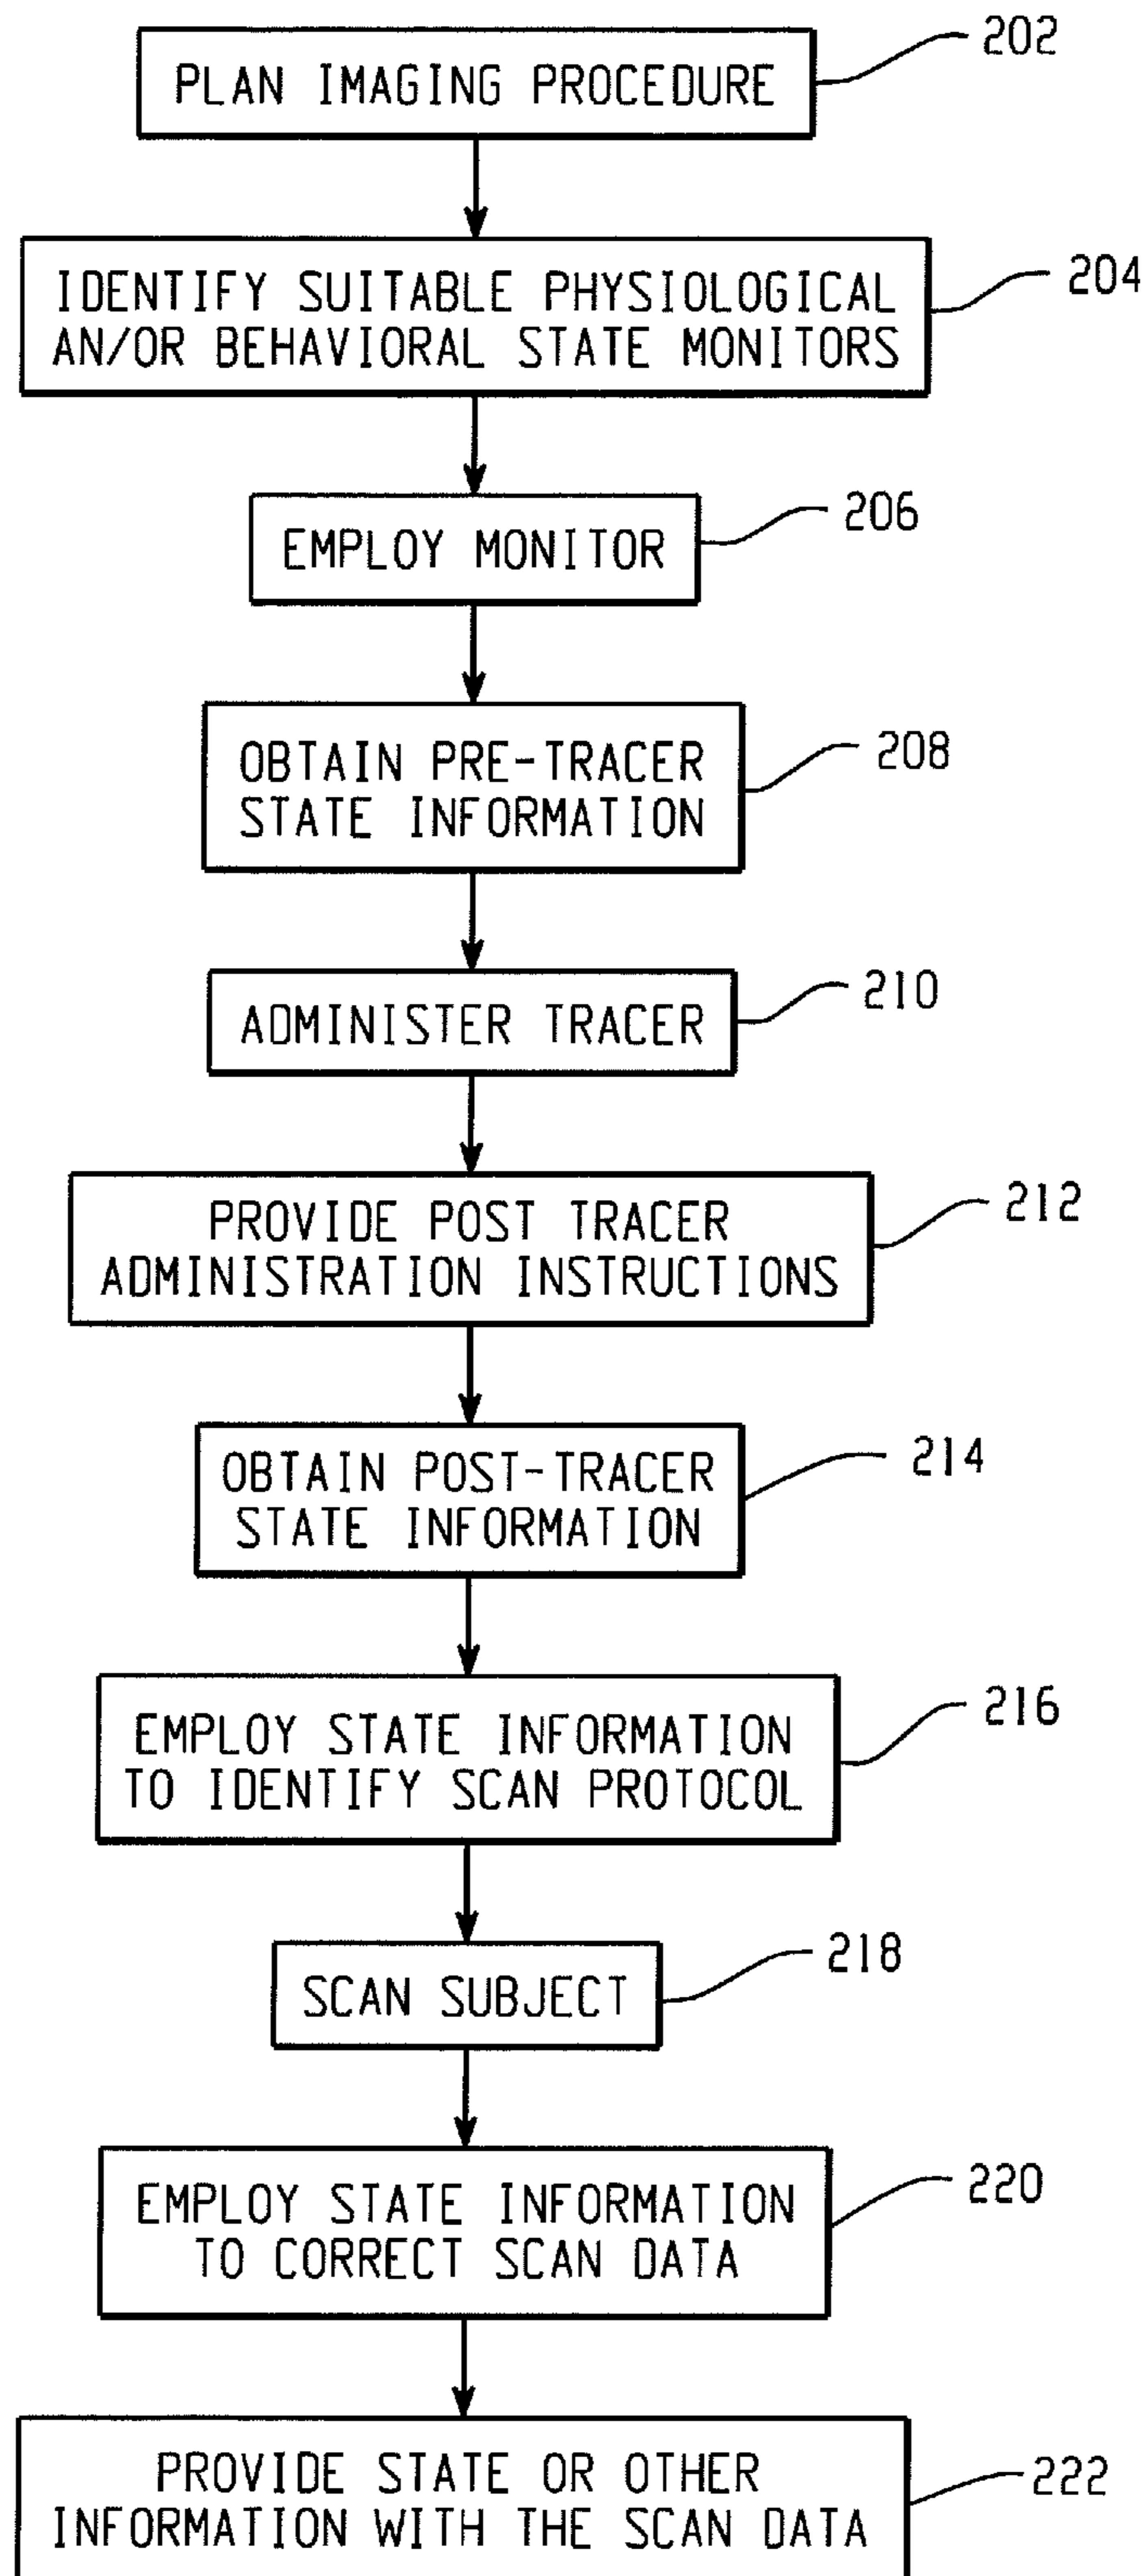 PLAN IMAGING PROCEDURE
202
IDENTIFY SUITABLE PHYSIOLOGICAL
AN/OR BEHAVIORAL STATE MONITORS
204
EMPLOY MONITOR
206
OBTAIN PRE-TRACER
STATE INFORMATION
208
ADMINISTER TRACER
210
PROVIDE POST TRACER
ADMINISTRATION INSTRUCTIONS
212
OBTAIN POST-TRACER
STATE INFORMATION
214
EMPLOY STATE INFORMATION
TO IDENTIFY SCAN PROTOCOL
216
SCAN SUBJECT
218
EMPLOY STATE INFORMATION
TO CORRECT SCAN DATA
220
PROVIDE STATE OR OTHER
INFORMATION WITH THE SCAN DATA
222